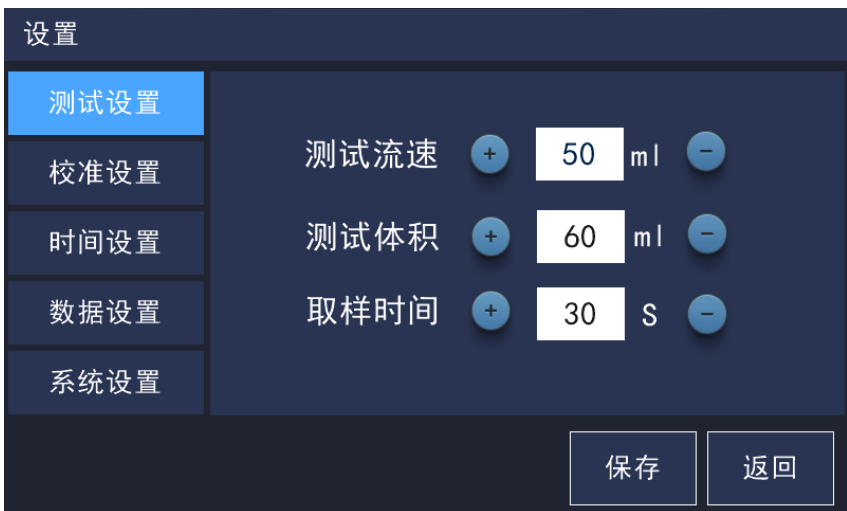 设置
测试设置
校准设置
时间设置
数据设置
系统设置
测试流速 + 50 ml -
测试体积 + 60 ml -
取样时间 + 30 S -
保存 返回